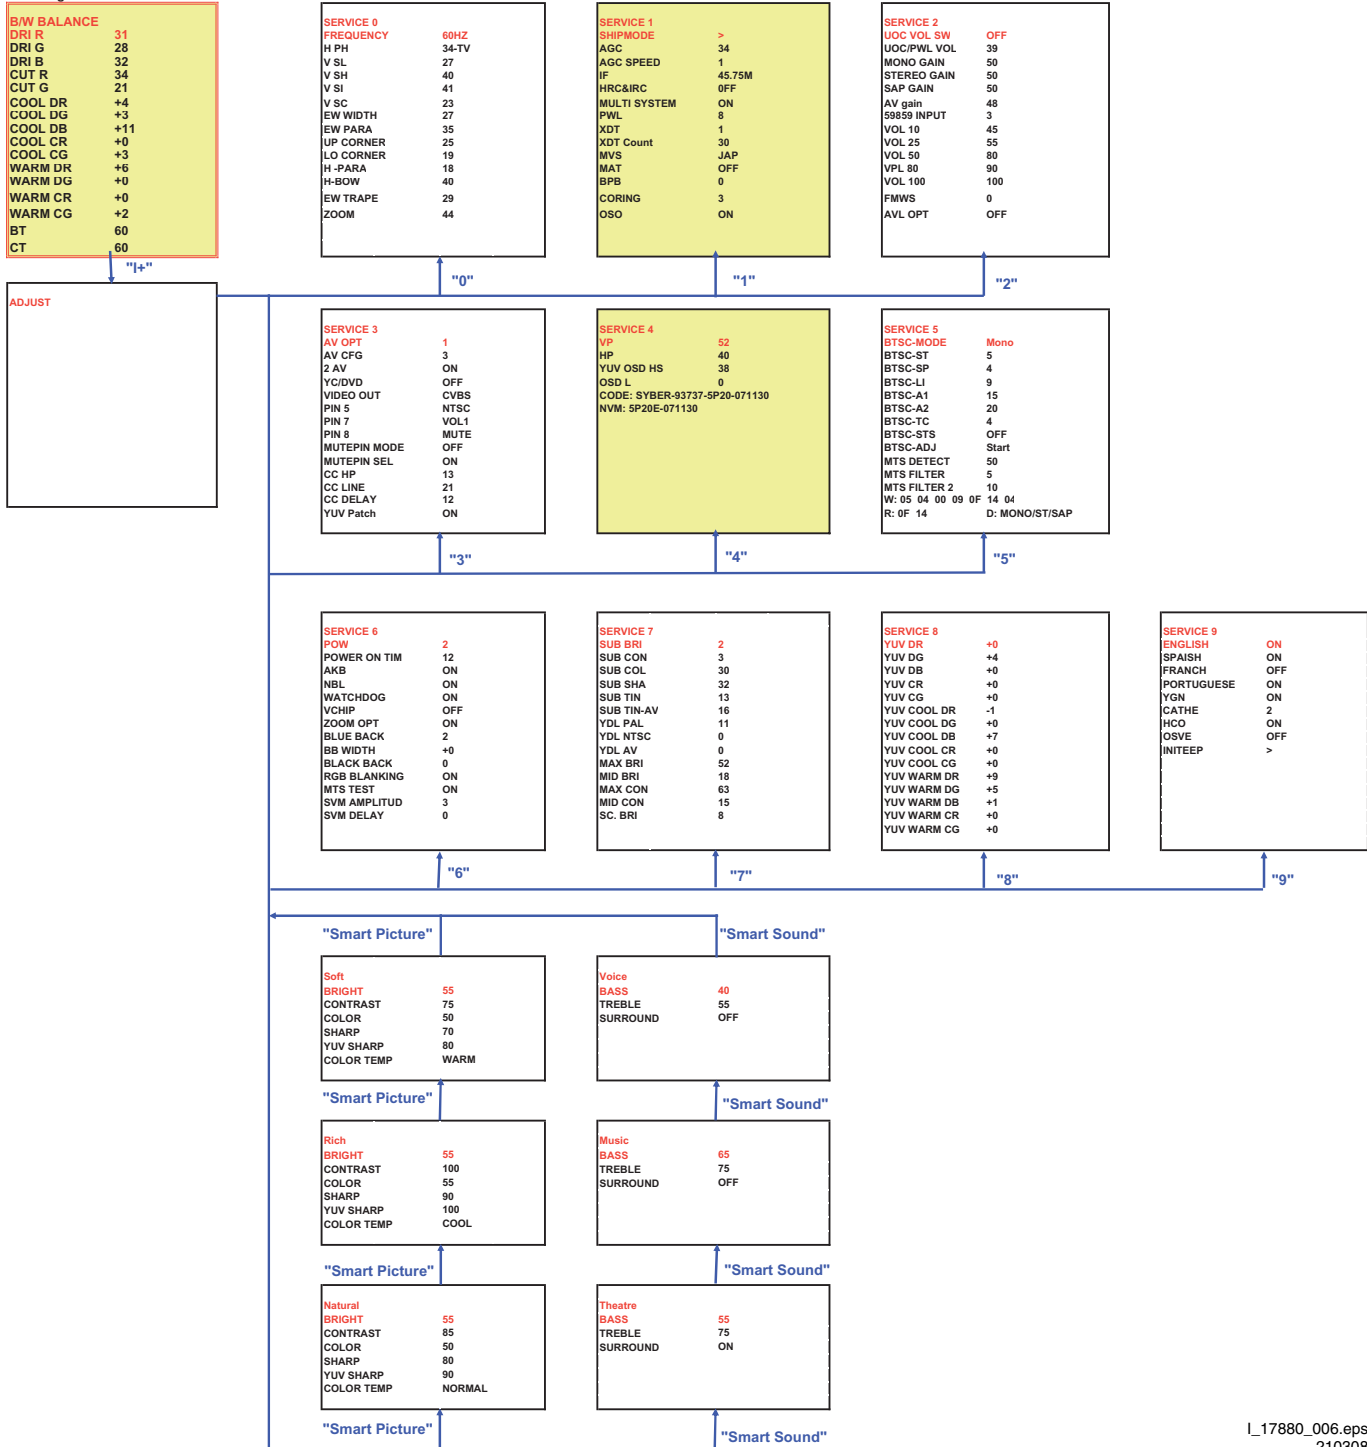 B/W BALANCE
DRI R 31
DRI G 28
DRI B 32
CUT R 34
CUT G 21
COOL DR +4
COOL DG +3
COOL DB +11
COOL CR +0
COOL CG +3
WARM DR +6
WARM DG +0
WARM CR +0
WARM CG +2
BT 60
CT 60
"I+"
ADJUST
SERVICE 0
FREQUENCY 60HZ
H PH 34-TV
V SL 27
V SH 40
V SI 41
V SC 23
EW WIDTH 27
EW PARA 35
UP CORNER 25
LO CORNER 19
H -PARA 18
H-BOW 40
EW TRAPE 29
ZOOM 44
"0"
SERVICE 1
SHIPMODE >
AGC 34
AGC SPEED 1
IF 45.75M
HRC&IRC 0FF
MULTI SYSTEM ON
PWL 8
XDT 1
XDT Count 30
MVS JAP
MAT OFF
BPB 0
CORING 3
OSO ON
"1"
SERVICE 2
UOC VOL SW OFF
UOC/PWL VOL 39
MONO GAIN 50
STEREO GAIN 50
SAP GAIN 50
AV gain 48
59859 INPUT 3
VOL 10 45
VOL 25 55
VOL 50 80
VPL 80 90
VOL 100 100
FMWS 0
AVL OPT OFF
"2"
SERVICE 3
AV OPT 1
AV CFG 3
2 AV ON
YC/DVD OFF
VIDEO OUT CVBS
PIN 5 NTSC
PIN 7 VOL1
PIN 8 MUTE
MUTEPIN MODE OFF
MUTEPIN SEL ON
CC HP 13
CC LINE 21
CC DELAY 12
YUV Patch ON
"3"
SERVICE 4
VP 52
HP 40
YUV OSD HS 38
OSD L 0
CODE: SYBER-93737-5P20-071130
NVM: 5P20E-071130
"4"
SERVICE 5
BTSC-MODE Mono
BTSC-ST 5
BTSC-SP 4
BTSC-LI 9
BTSC-A1 15
BTSC-A2 20
BTSC-TC 4
BTSC-STS OFF
BTSC-ADJ Start
MTS DETECT 50
MTS FILTER 5
MTS FILTER 2 10
W: 05 04 00 09 0F 14 04
R: 0F 14 D: MONO/ST/SAP
"5"
SERVICE 6
POW 2
POWER ON TIM 12
AKB ON
NBL ON
WATCHDOG ON
VCHIP OFF
ZOOM OPT ON
BLUE BACK 2
BB WIDTH +0
BLACK BACK 0
RGB BLANKING ON
MTS TEST ON
SVM AMPLITUD 3
SVM DELAY 0
"6"
SERVICE 7
SUB BRI 2
SUB CON 3
SUB COL 30
SUB SHA 32
SUB TIN 13
SUB TIN-AV 16
YDL PAL 11
YDL NTSC 0
YDL AV 0
MAX BRI 52
MID BRI 18
MAX CON 63
MID CON 15
SC. BRI 8
"7"
SERVICE 8
YUV DR +0
YUV DG +4
YUV DB +0
YUV CR +0
YUV CG +0
YUV COOL DR -1
YUV COOL DG +0
YUV COOL DB +7
YUV COOL CR +0
YUV COOL CG +0
YUV WARM DR +9
YUV WARM DG +5
YUV WARM DB +1
YUV WARM CR +0
YUV WARM CG +0
"8"
SERVICE 9
ENGLISH ON
SPAISH ON
FRANCH OFF
PORTUGUESE ON
YGN ON
CATHE 2
HCO ON
OSVE OFF
INITEEP >
"9"
"Smart Picture"
"Smart Sound"
Soft
BRIGHT 55
CONTRAST 75
COLOR 50
SHARP 70
YUV SHARP 80
COLOR TEMP WARM
Voice
BASS 40
TREBLE 55
SURROUND OFF
"Smart Picture"
"Smart Sound"
Rich
BRIGHT 55
CONTRAST 100
COLOR 55
SHARP 90
YUV SHARP 100
COLOR TEMP COOL
Music
BASS 65
TREBLE 75
SURROUND OFF
"Smart Picture"
"Smart Sound"
Natural
BRIGHT 55
CONTRAST 85
COLOR 50
SHARP 80
YUV SHARP 90
COLOR TEMP NORMAL
Theatre
BASS 55
TREBLE 75
SURROUND ON
"Smart Picture"
"Smart Sound"
I_17880_006.eps
210308